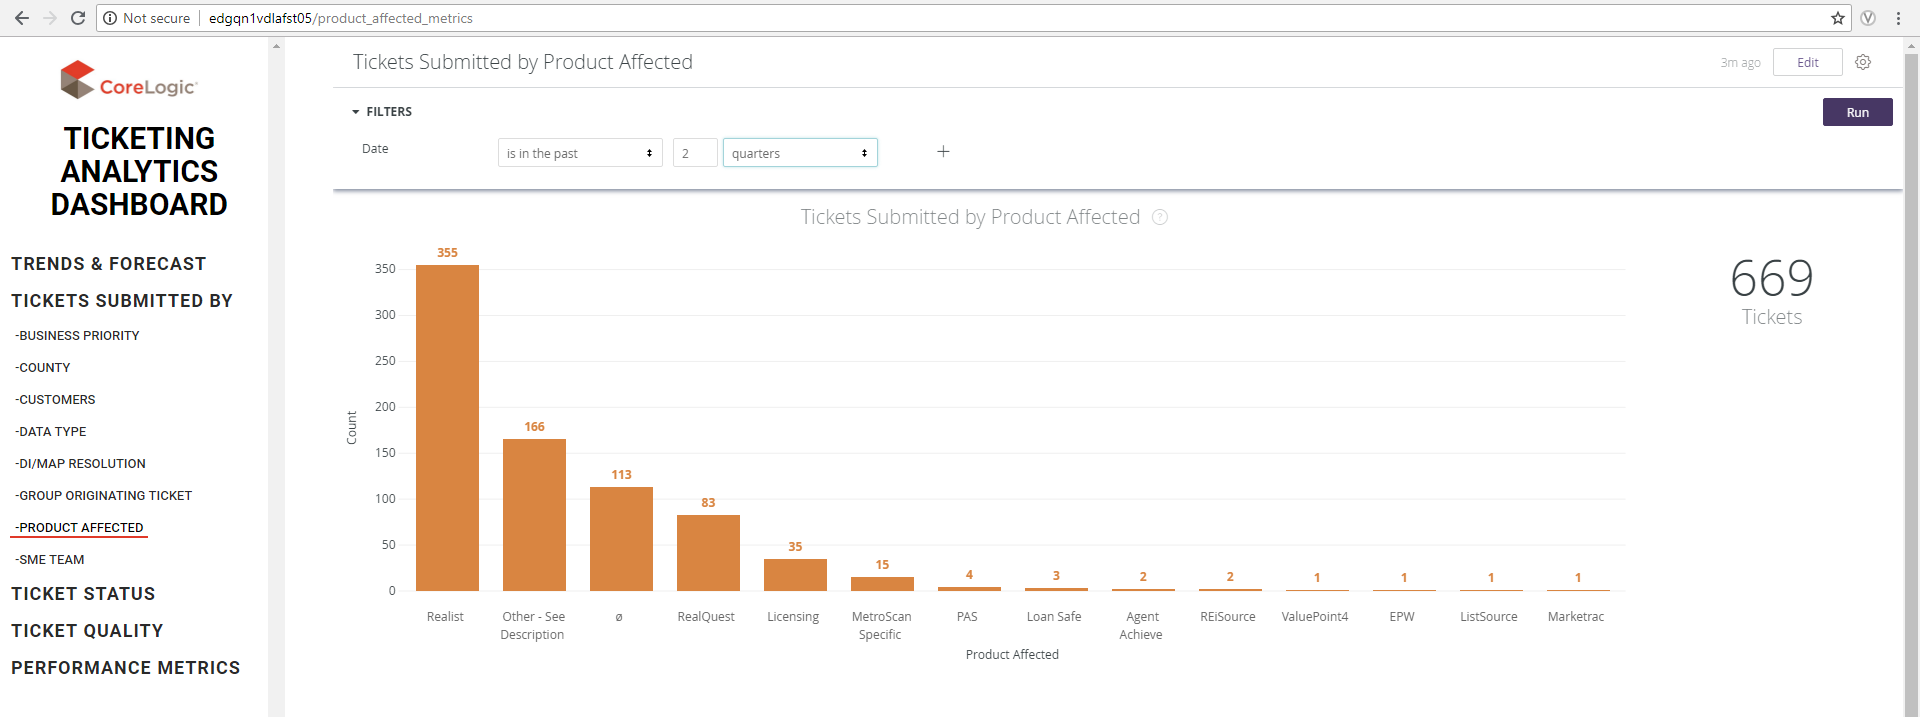 Not secure
edgqn1vdlafst05/product_affected_metrics
CoreLogic
TICKETING
ANALYTICS
DASHBOARD
TRENDS & FORECAST
TICKETS SUBMITTED BY
-BUSINESS PRIORITY
-COUNTY
-CUSTOMERS
-DATA TYPE
-DI/MAP RESOLUTION
-GROUP ORIGINATING TICKET
-PRODUCT AFFECTED
-SME TEAM
TICKET STATUS
TICKET QUALITY
PERFORMANCE METRICS
Tickets Submitted by Product Affected
3m ago
Edit
FILTERS
Run
Date
is in the past
2
quarters
Tickets Submitted by Product Affected
669
Tickets
Count
350
300
250
200
150
100
50
0
355
166
113
83
35
15
4
3
2
2
1
1
1
1
Realist
Other - See
Description
ø
RealQuest
Licensing
MetroScan
Specific
PAS
Loan Safe
Agent
Achieve
REiSource
ValuePoint4
EPW
ListSource
Marketrac
Product Affected